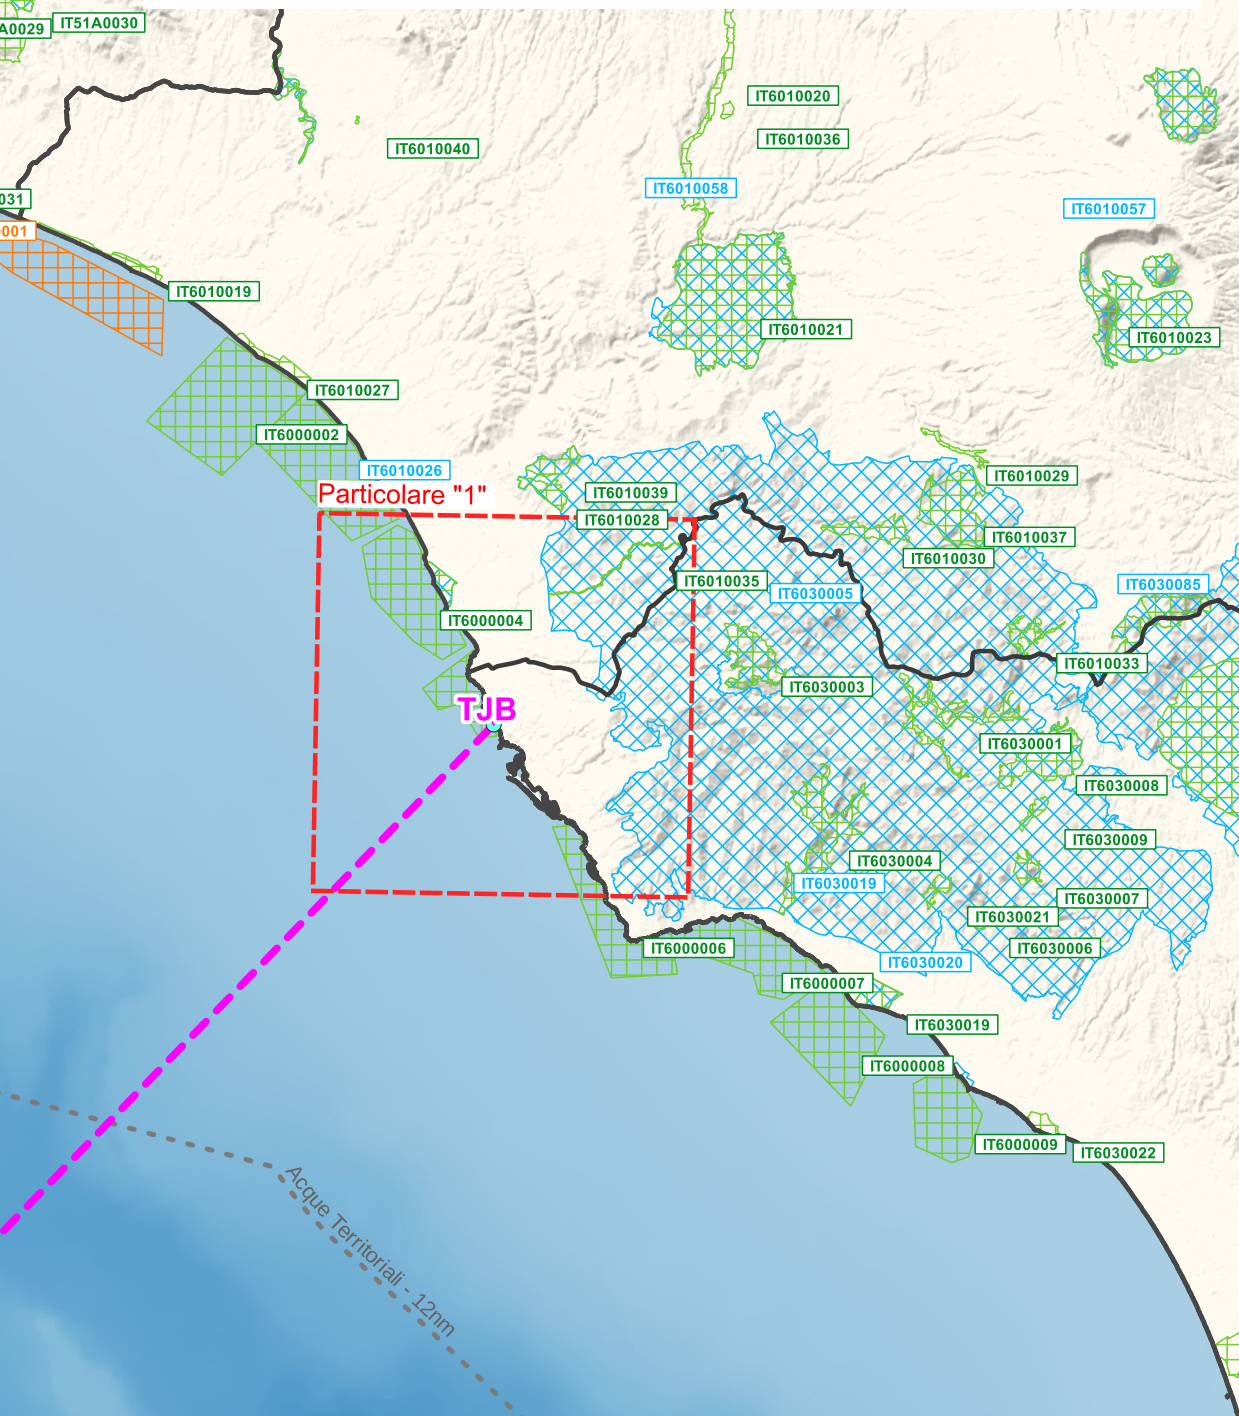 A0029
IT51A0030
IT6010020
IT6010036
IT6010040
IT6010058
031
IT6010057
001
IT6010019
IT6010021
IT6010023
IT6010027
IT6000002
IT6010026
IT6010029
Particolare "1"
IT6010039
IT6010028
IT6010037
IT6010030
IT6010035
IT6030005
IT6030085
IT6000004
IT6010033
IT6030003
TJB
IT6030001
IT6030008
IT6030009
IT6030004
IT6030019
IT6030007
IT6030021
IT6000006
IT6030006
IT6030020
IT6000007
IT6030019
IT6000008
IT6000009
IT6030022
Acque Territoriali - 12nm